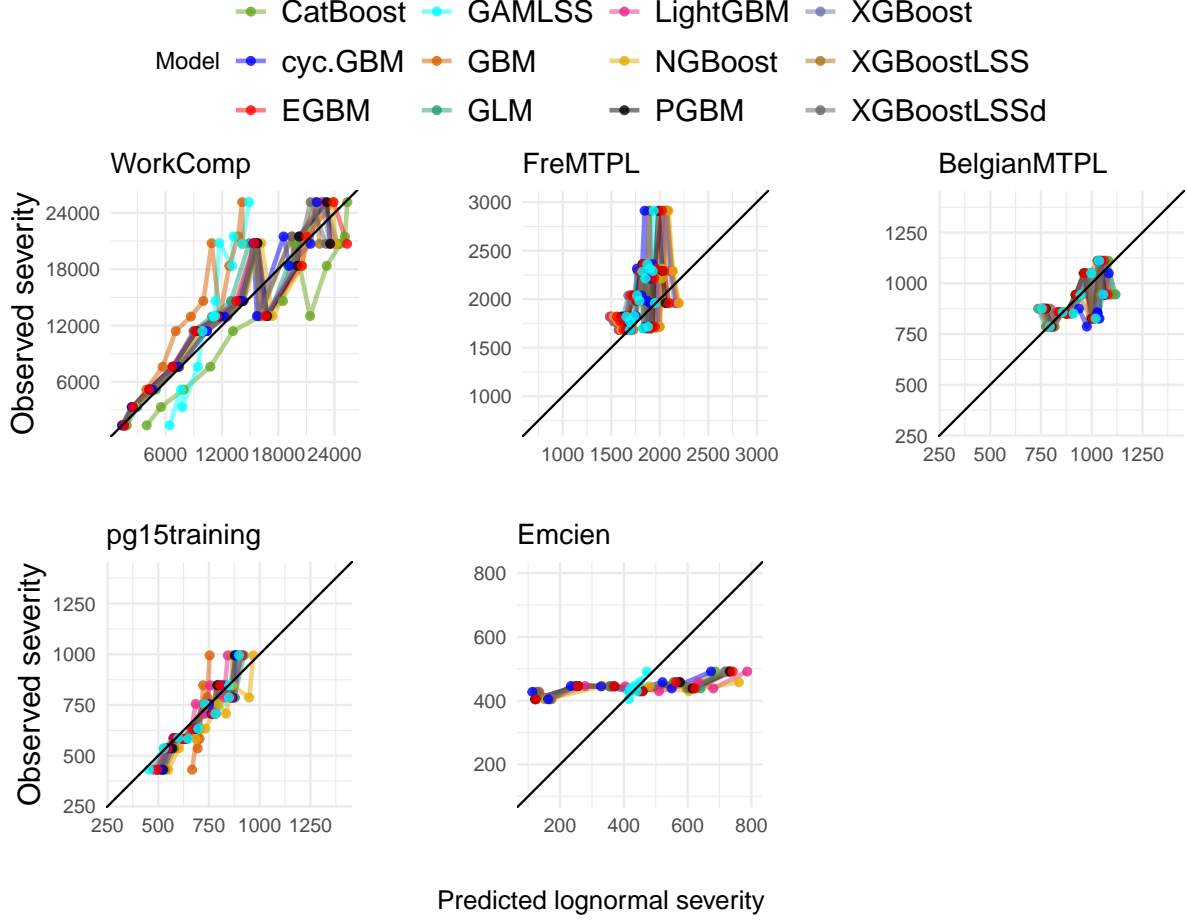 CatBoost GAMLSS LightGBM XGBoost
Model cyc.GBM GBM NGBoost XGBoostLSS
EGBM GLM PGBM XGBoostLSSd
WorkComp FreMTPL BelgianMTPL
Observed severity
24000
18000
12000
6000
6000 12000 18000 24000
3000
2500
2000
1500
1000
1000 1500 2000 2500 3000
1250
1000
750
500
250
250 500 750 1000 1250
pg15training Emcien
Observed severity
1250
1000
750
500
250
250 500 750 1000 1250
800
600
400
200
200 400 600 800
Predicted lognormal severity